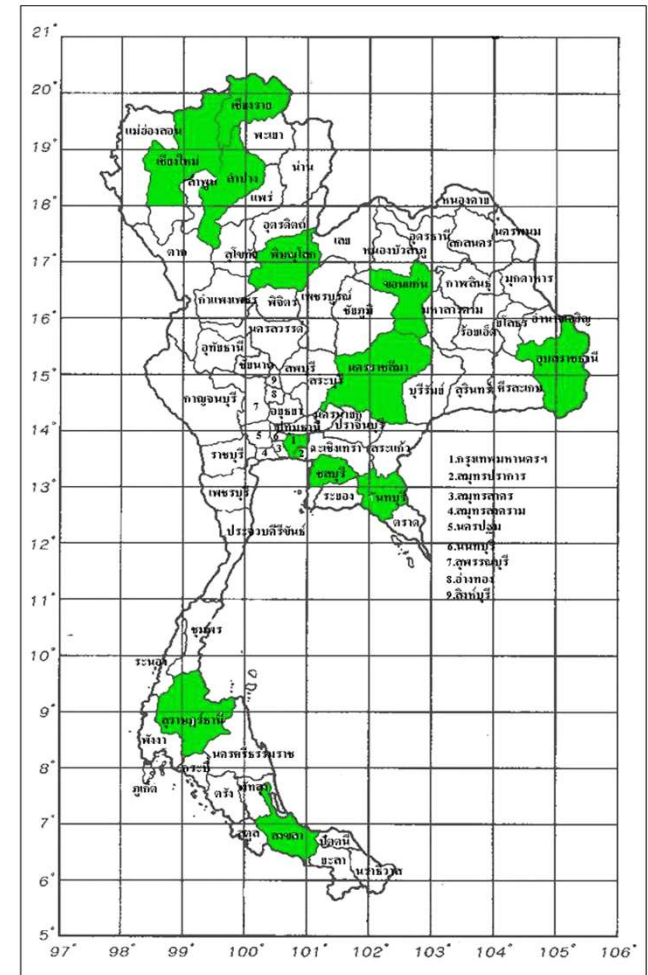 21°
20°
เชียงราย
แม่ฮ่องสอน
พะเยา
19°
เชียงใหม่
น่าน
ลำพูน
ลำปาง
แพร่
18°
หนองคาย
อุตรดิตถ์
เลย
อุดรธานี
นครพนม
หนองบัวลำภู
สกลนคร
ตาก
สุโขทัย
พิษณุโลก
17°
ขอนแก่น
กาฬสินธุ์
มุกดาหาร
กำแพงเพชร
พิจิตร
เพชรบูรณ์
ชัยภูมิ
มหาสารคาม
16°
ร้อยเอ็ด
ยโสธร
อำนาจเจริญ
นครสวรรค์
อุทัยธานี
อุบลราชธานี
ชัยนาท
ลพบุรี
นครราชสีมา
15°
9
สระบุรี
บุรีรัมย์
สุรินทร์
ศรีสะเกษ
กาญจนบุรี
8
7
อยุธยา
นครนายก
ปทุมธานี
ปราจีนบุรี
14°
5
6
1
ฉะเชิงเทรา
สระแก้ว
ราชบุรี
4
3
2
1.กรุงเทพมหานครฯ
ชลบุรี
2.สมุทรปราการ
13°
เพชรบุรี
ระยอง
จันทบุรี
3.สมุทรสาคร
4.สมุทรสงคราม
ตราด
5.นครปฐม
ประจวบคีรีขันธ์
12°
6.นนทบุรี
7.สุพรรณบุรี
8.อ่างทอง
9.สิงห์บุรี
11°
ชุมพร
10°
ระนอง
9°
สุราษฎร์ธานี
พังงา
นครศรีธรรมราช
8°
กระบี่
ภูเก็ต
ตรัง
พัทลุง
7°
สตูล
สงขลา
ปัตตานี
ยะลา
นราธิวาส
6°
5°
97° 98° 99° 100° 101° 102° 103° 104° 105° 106°